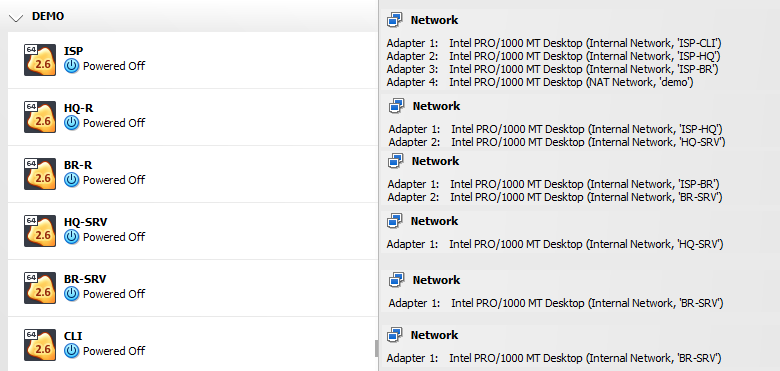 DEMO
64
2.6
ISP
Powered Off
64
2.6
HQ-R
Powered Off
64
2.6
BR-R
Powered Off
64
2.6
HQ-SRV
Powered Off
64
2.6
BR-SRV
Powered Off
64
2.6
CLI
Powered Off
Network
Adapter 1: Intel PRO/1000 MT Desktop (Internal Network, 'ISP-CLI')
Adapter 2: Intel PRO/1000 MT Desktop (Internal Network, 'ISP-HQ')
Adapter 3: Intel PRO/1000 MT Desktop (Internal Network, 'ISP-BR')
Adapter 4: Intel PRO/1000 MT Desktop (NAT Network, 'demo')
Network
Adapter 1: Intel PRO/1000 MT Desktop (Internal Network, 'ISP-HQ')
Adapter 2: Intel PRO/1000 MT Desktop (Internal Network, 'HQ-SRV')
Network
Adapter 1: Intel PRO/1000 MT Desktop (Internal Network, 'ISP-BR')
Adapter 2: Intel PRO/1000 MT Desktop (Internal Network, 'BR-SRV')
Network
Adapter 1: Intel PRO/1000 MT Desktop (Internal Network, 'HQ-SRV')
Network
Adapter 1: Intel PRO/1000 MT Desktop (Internal Network, 'BR-SRV')
Network
Adapter 1: Intel PRO/1000 MT Desktop (Internal Network, 'BR-SRV')